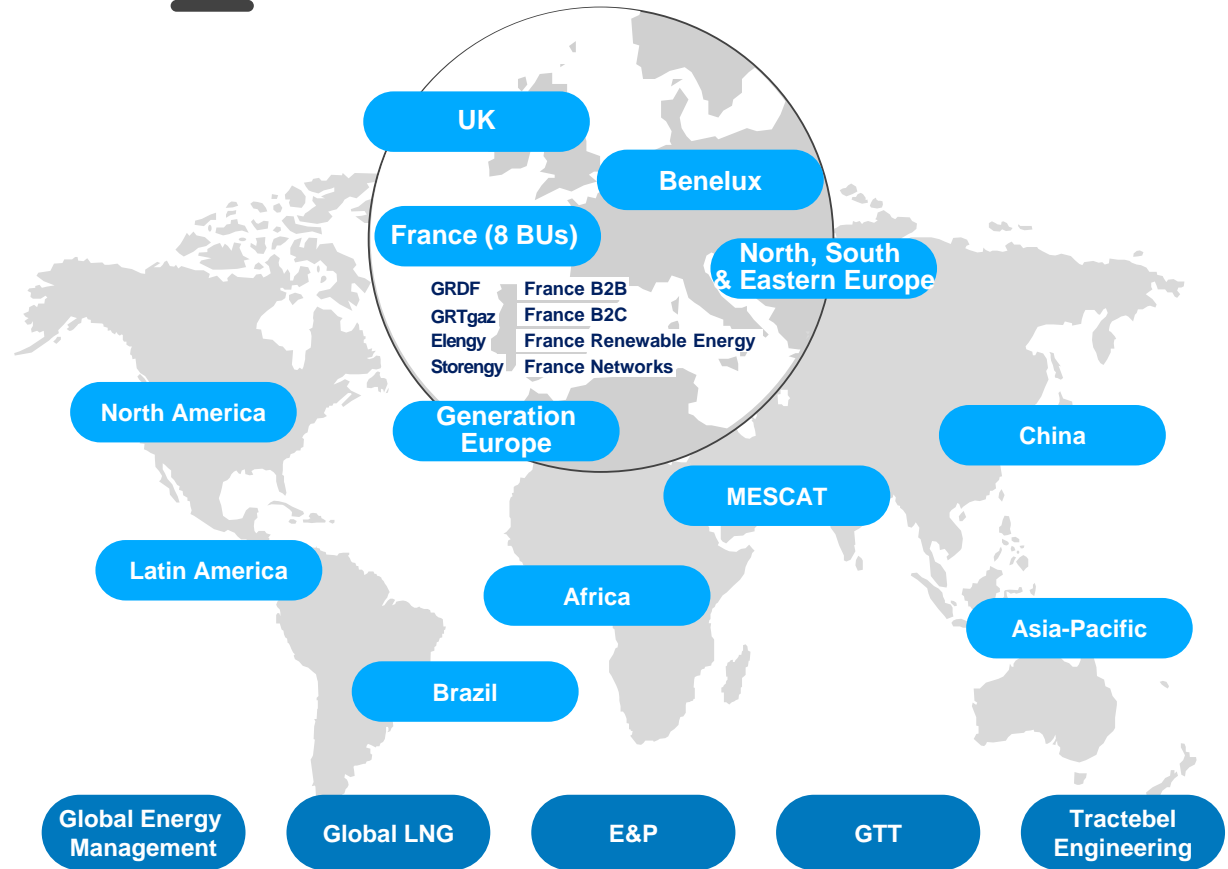 UK
Benelux
France (8 BUs)
North, South
& Eastern Europe
GRDF France B2B
GRTgaz France B2C
Elengy France Renewable Energy
Storengy France Networks
North America
Generation
Europe
China
MESCAT
Latin America
Africa
Asia-Pacific
Brazil
Global Energy
Management
Global LNG
E&P
GTT
Tractebel
Engineering